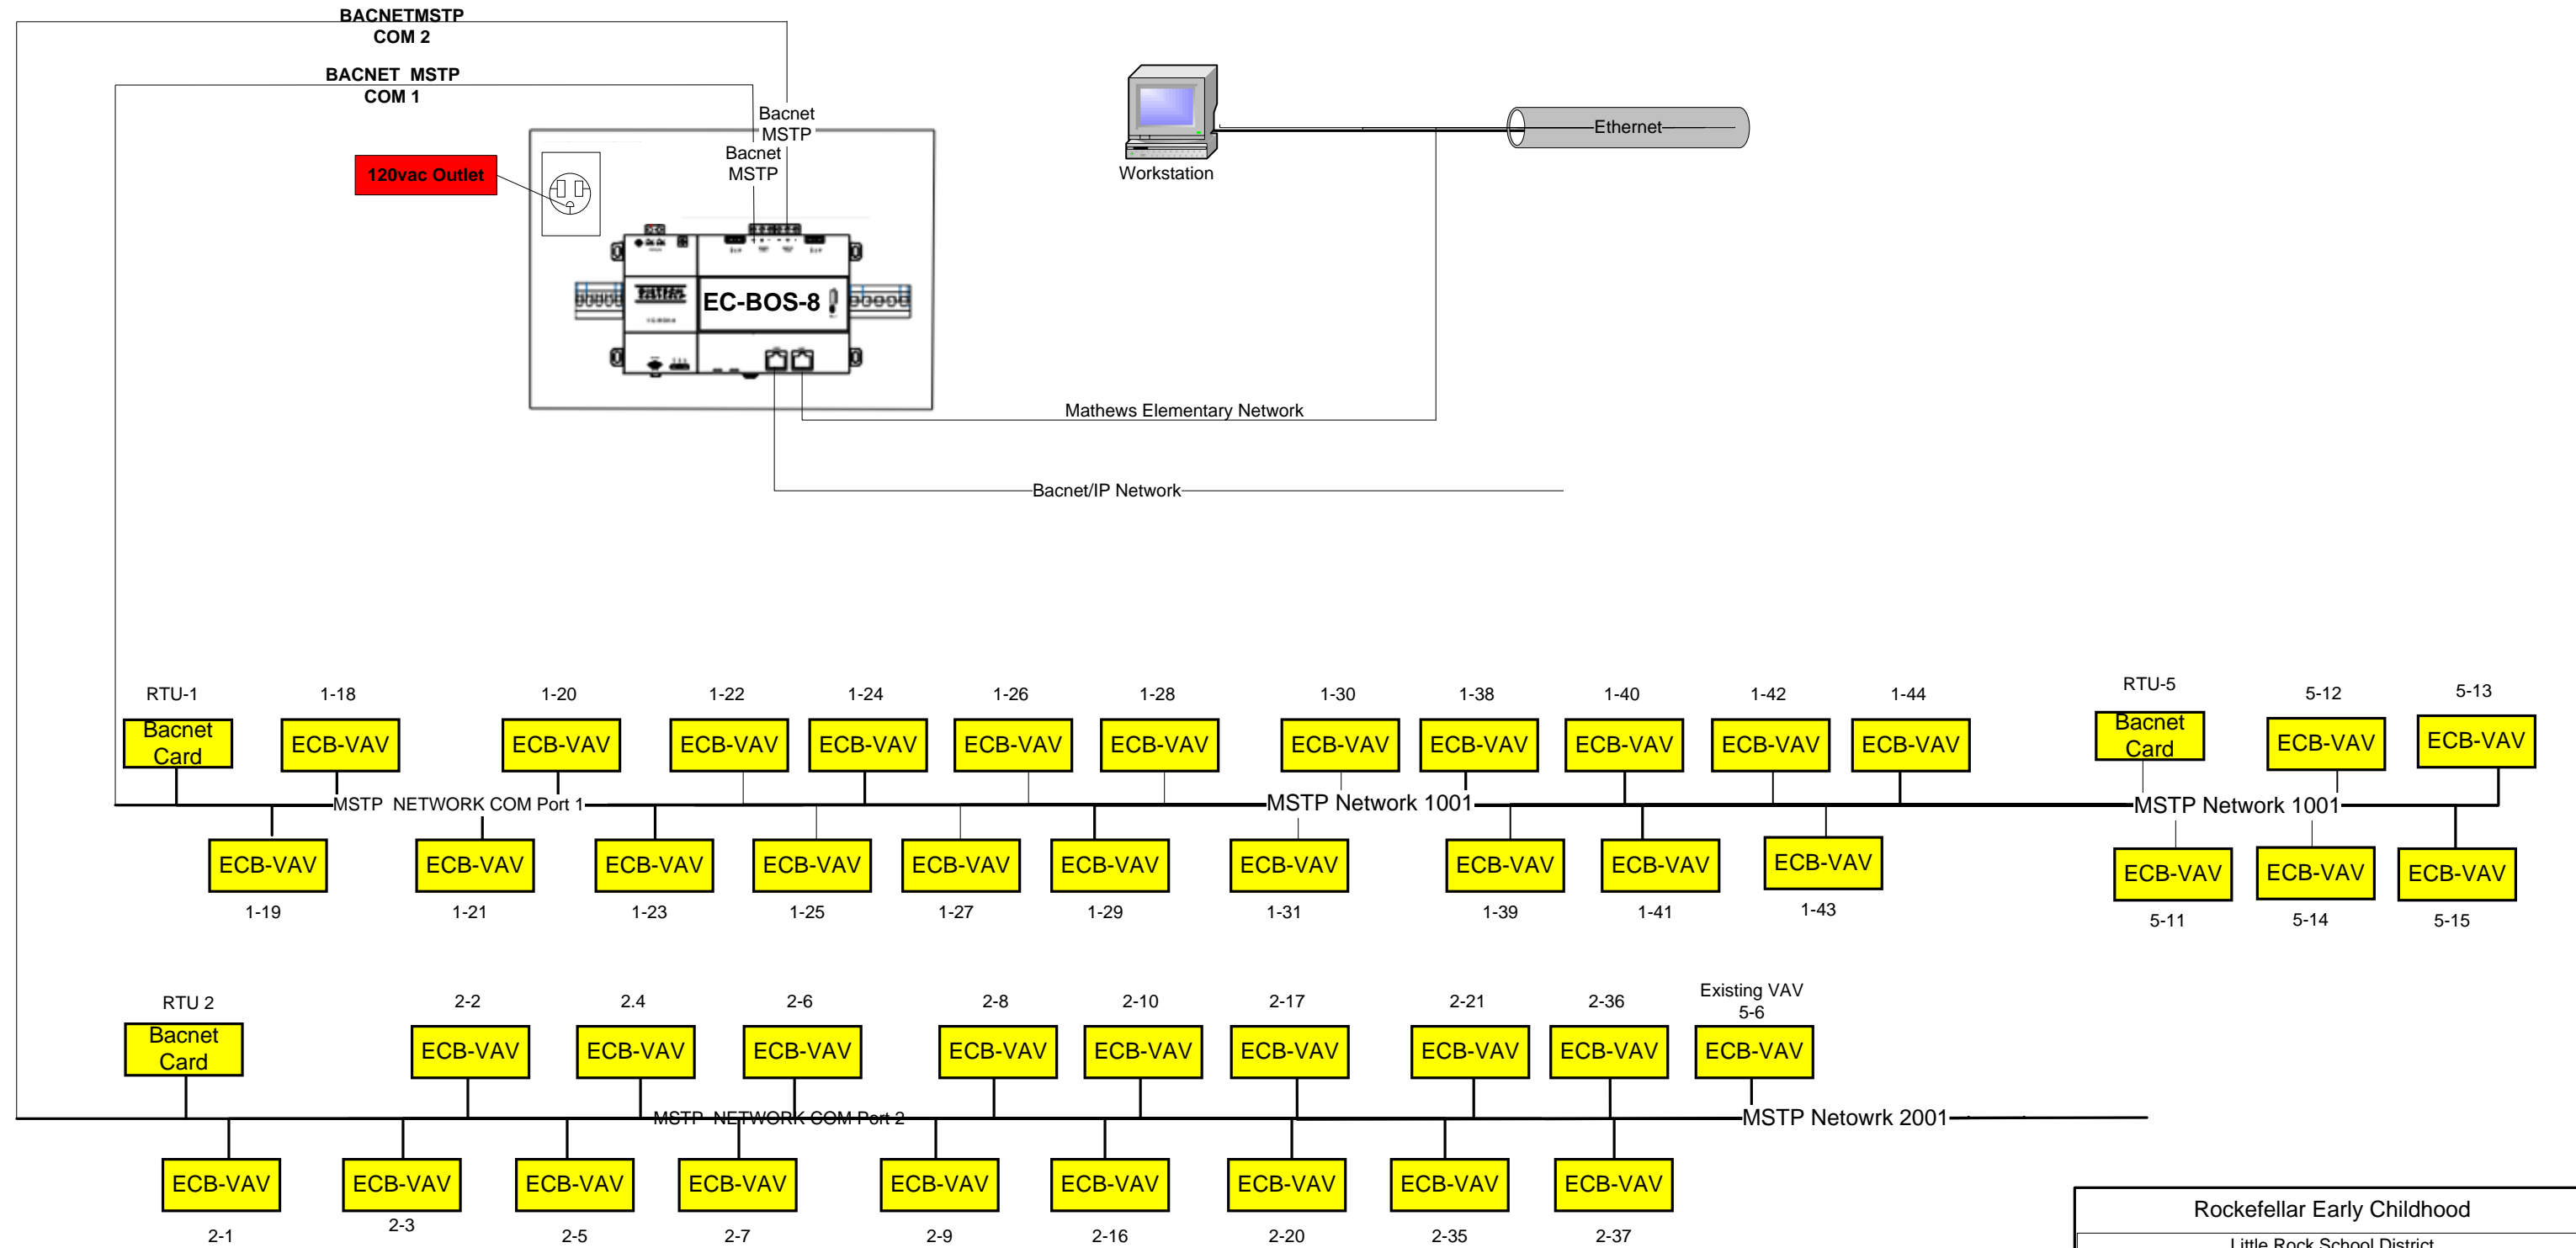 BACNETMSTP
COM 2
BACNET MSTP
COM 1
Bacnet
MSTP
Bacnet
MSTP
120vac Outlet
EC-BOS-8
Workstation
Ethernet
Mathews Elementary Network
Bacnet/IP Network
RTU-1 1-18 1-20 1-22 1-24 1-26 1-28 1-30 1-38 1-40 1-42 1-44 RTU-5 5-12 5-13
Bacnet
Card
ECB-VAV ECB-VAV ECB-VAV ECB-VAV ECB-VAV ECB-VAV ECB-VAV ECB-VAV ECB-VAV ECB-VAV ECB-VAV
Bacnet
Card
ECB-VAV ECB-VAV
MSTP NETWORK COM Port 1 MSTP Network 1001 MSTP Network 1001
ECB-VAV ECB-VAV ECB-VAV ECB-VAV ECB-VAV ECB-VAV ECB-VAV ECB-VAV ECB-VAV ECB-VAV ECB-VAV ECB-VAV ECB-VAV
1-19 1-21 1-23 1-25 1-27 1-29 1-31 1-39 1-41 1-43 5-11 5-14 5-15
RTU 2 2-2 2.4 2-6 2-8 2-10 2-17 2-21 2-36
Existing VAV
5-6
Bacnet
Card
ECB-VAV ECB-VAV ECB-VAV ECB-VAV ECB-VAV ECB-VAV ECB-VAV ECB-VAV ECB-VAV
MSTP NETWORK COM Port 2 MSTP Netowrk 2001
ECB-VAV ECB-VAV ECB-VAV ECB-VAV ECB-VAV ECB-VAV ECB-VAV ECB-VAV ECB-VAV
2-1 2-3 2-5 2-7 2-9 2-16 2-20 2-35 2-37
Rockefellar Early Childhood
Little Rock School District